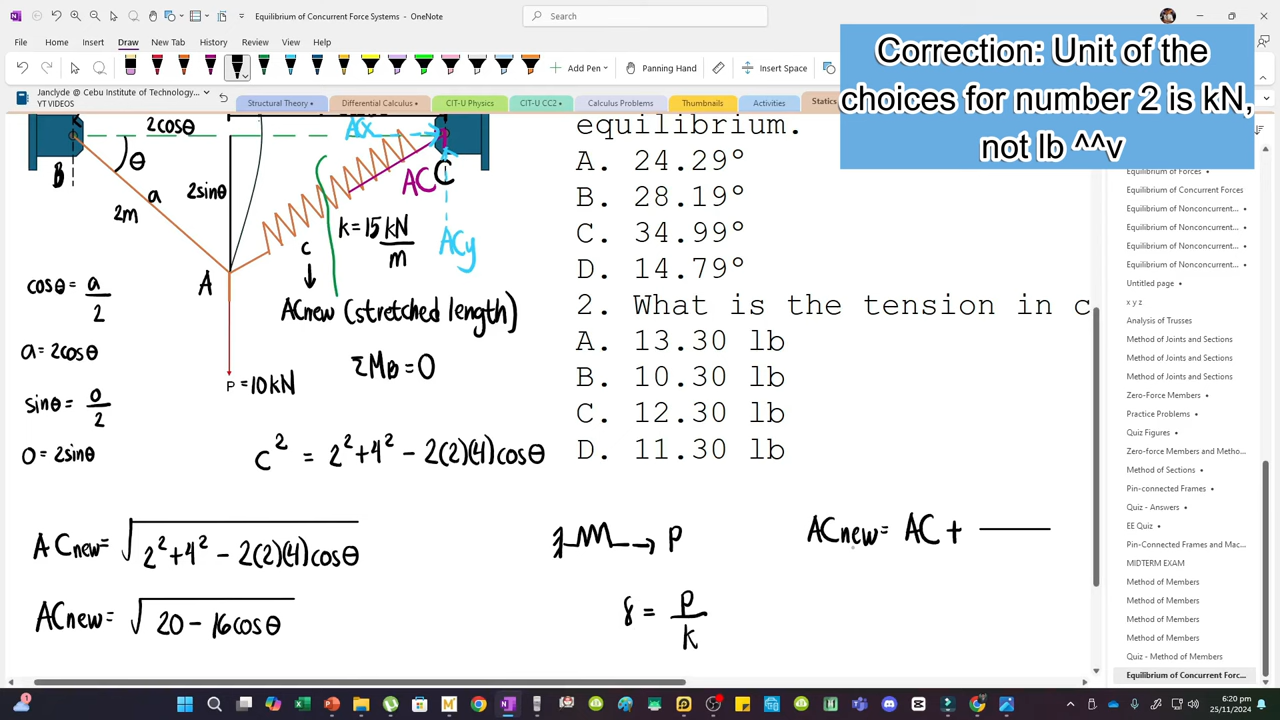 Equilibrium of Concurrent Force Systems - OneNote
Search
File Home Insert Draw New Tab History Review View Help
Add Pen
Panning Hand
Insert Space
Janclyde @ Cebu Institute of Technology...
YT VIDEOS
Structural Theory
Differential Calculus
CIT-U Physics
CIT-U CC2
Calculus Problems
Thumbnails
Activities
Statics
Correction: Unit of the
choices for number 2 is kN,
not lb ^^v
Equilibrium of Forces
Equilibrium of Concurrent Forces
Equilibrium of Nonconcurrent...
Equilibrium of Nonconcurrent...
Equilibrium of Nonconcurrent...
Equilibrium of Nonconcurrent...
Untitled page
x y z
Analysis of Trusses
Method of Joints and Sections
Method of Joints and Sections
Method of Joints and Sections
Zero-Force Members
Practice Problems
Quiz Figures
Zero-force Members and Metho...
Method of Sections
Pin-connected Frames
Quiz - Answers
EE Quiz
Pin-Connected Frames and Mac...
MIDTERM EXAM
Method of Members
Method of Members
Method of Members
Method of Members
Quiz - Method of Members
Equilibrium of Concurrent Forc...
2cosθ
ACx
B
θ
a
2m
2sinθ
AC
C
ACy
k = 15 kN/m
c
A
ACnew (stretched length)
ΣMB = 0
P = 10 kN
cosθ = a/2
a = 2cosθ
sinθ = o/2
o = 2sinθ
c² = 2² + 4² - 2(2)(4)cosθ
ACnew = √2² + 4² - 2(2)(4)cosθ
ACnew = √20 - 16cosθ
P
δ = P/k
ACnew = AC + ____
equilibrium.
A. 24.29°
B. 28.19°
C. 34.99°
D. 14.79°
2. What is the tension in c
A. 13.30 lb
B. 10.30 lb
C. 12.30 lb
D. 11.30 lb
6:20 pm
25/11/2024